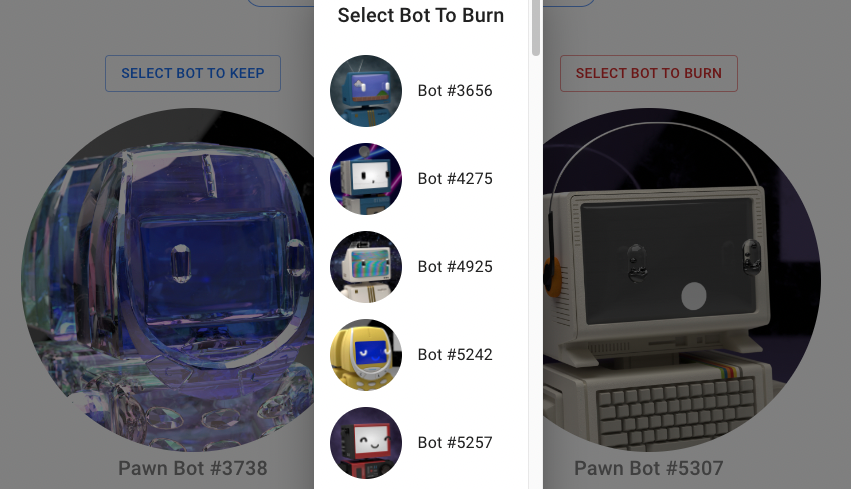 Select Bot To Burn
SELECT BOT TO KEEP
SELECT BOT TO BURN
Bot #3656
Bot #4275
Bot #4925
Bot #5242
Bot #5257
Pawn Bot #3738
Pawn Bot #5307